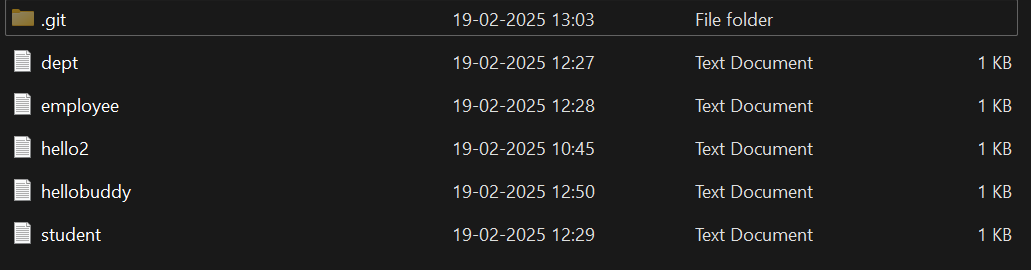 .git 19-02-2025 13:03 File folder
dept 19-02-2025 12:27 Text Document 1 KB
employee 19-02-2025 12:28 Text Document 1 KB
hello2 19-02-2025 10:45 Text Document 1 KB
hellobuddy 19-02-2025 12:50 Text Document 1 KB
student 19-02-2025 12:29 Text Document 1 KB